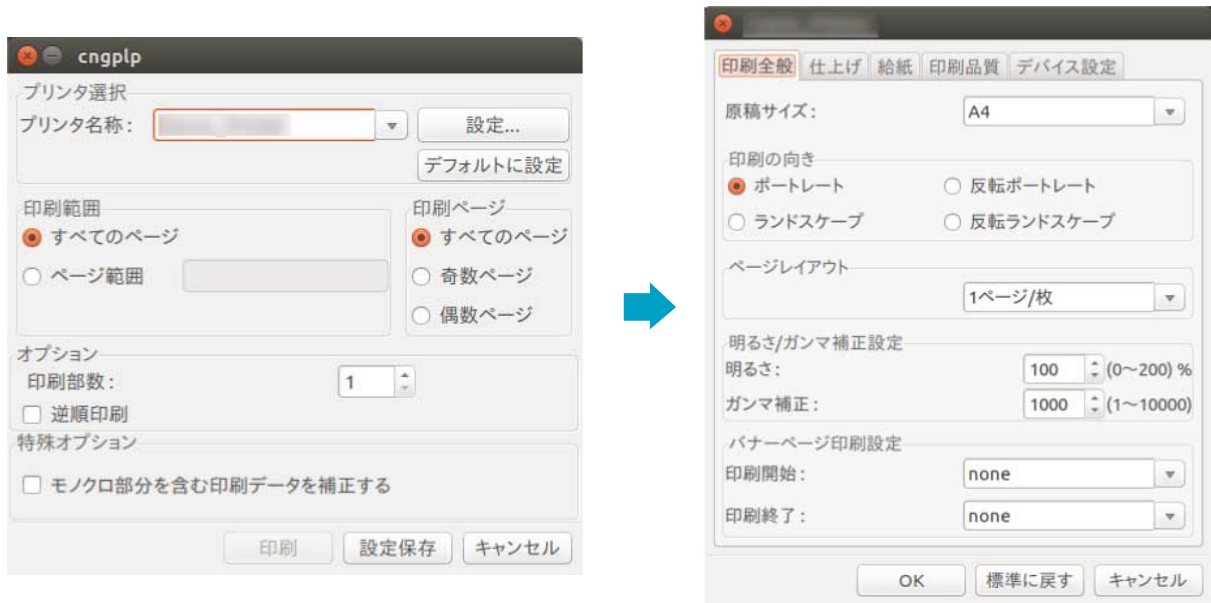 cngplp
プリンタ選択
プリンタ名称:
設定...
デフォルトに設定
印刷範囲
すべてのページ
ページ範囲
印刷ページ
すべてのページ
奇数ページ
偶数ページ
オプション
印刷部数:
1
逆順印刷
特殊オプション
モノクロ部分を含む印刷データを補正する
印刷
設定保存
キャンセル
印刷全般
仕上げ
給紙
印刷品質
デバイス設定
原稿サイズ:
A4
印刷の向き
ポートレート
反転ポートレート
ランドスケープ
反転ランドスケープ
ページレイアウト
1ページ/枚
明るさ/ガンマ補正設定
明るさ:
100
(0〜200) %
ガンマ補正:
1000
(1〜10000)
バナーページ印刷設定
印刷開始:
none
印刷終了:
none
OK
標準に戻す
キャンセル